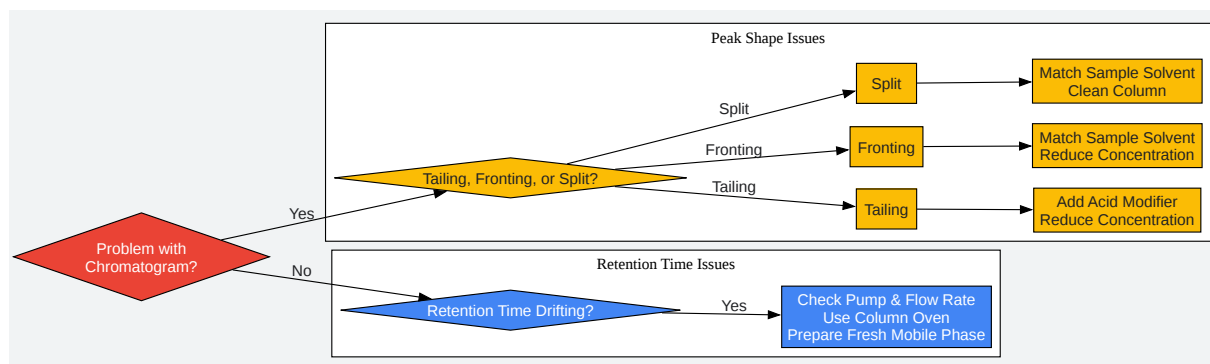 Peak Shape Issues
Split
Match Sample Solvent
Clean Column
Split
Fronting
Fronting
Match Sample Solvent
Reduce Concentration
Tailing, Fronting, or Split?
Tailing
Tailing
Add Acid Modifier
Reduce Concentration
Yes
Problem with
Chromatogram?
No
Retention Time Issues
Retention Time Drifting?
Yes
Check Pump & Flow Rate
Use Column Oven
Prepare Fresh Mobile Phase